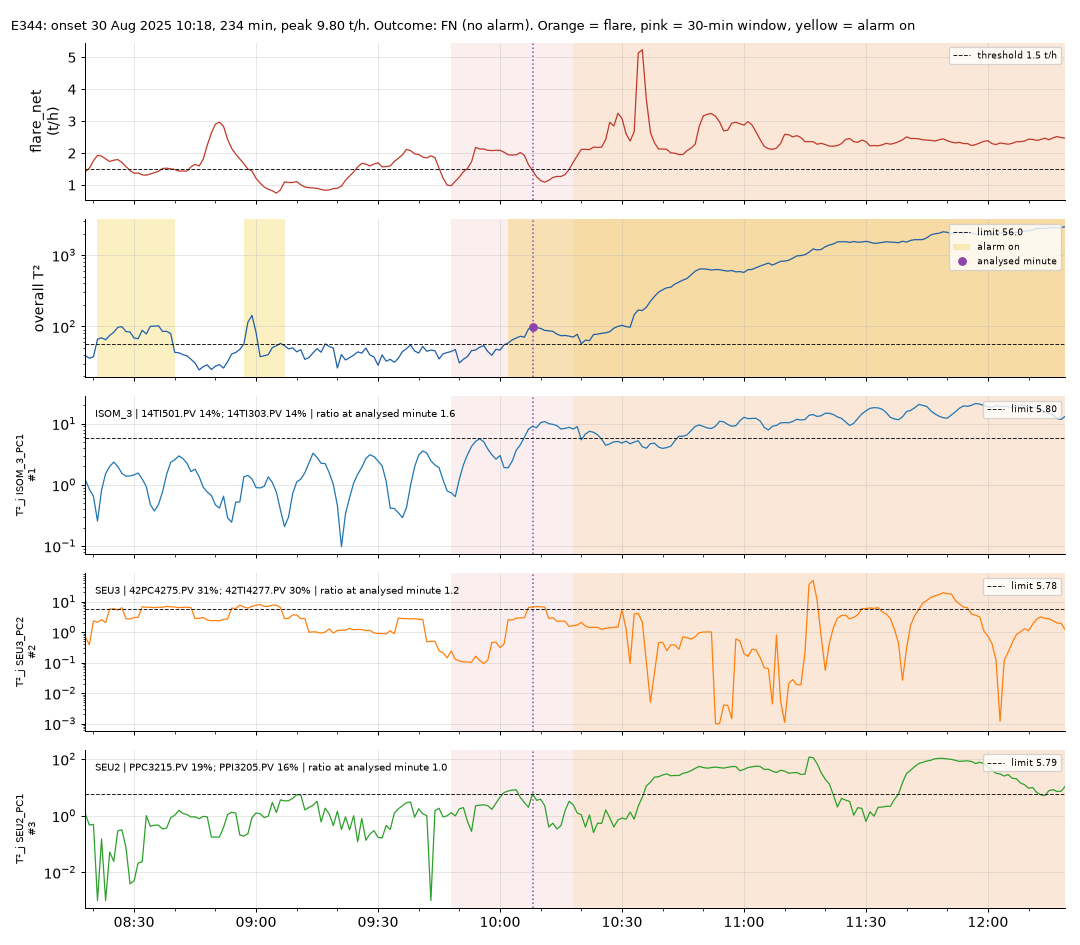 E344: onset 30 Aug 2025 10:18, 234 min, peak 9.80 t/h. Outcome: FN (no alarm). Orange = flare, pink = 30-min window, yellow = alarm on
flare_net
(t/h)
5
4
3
2
1
threshold 1.5 t/h
overall T²
10³
10²
limit 56.0
alarm on
analysed minute
T²_j ISOM_3_PC1
#1
10¹
10⁰
10⁻¹
ISOM_3 | 14TI501.PV 14%; 14TI303.PV 14% | ratio at analysed minute 1.6
limit 5.80
T²_j SEU3_PC2
#2
10¹
10⁰
10⁻¹
10⁻²
10⁻³
SEU3 | 42PC4275.PV 31%; 42TI4277.PV 30% | ratio at analysed minute 1.2
limit 5.78
T²_j SEU2_PC1
#3
10²
10⁰
10⁻²
SEU2 | PPC3215.PV 19%; PPI3205.PV 16% | ratio at analysed minute 1.0
limit 5.79
08:30 09:00 09:30 10:00 10:30 11:00 11:30 12:00